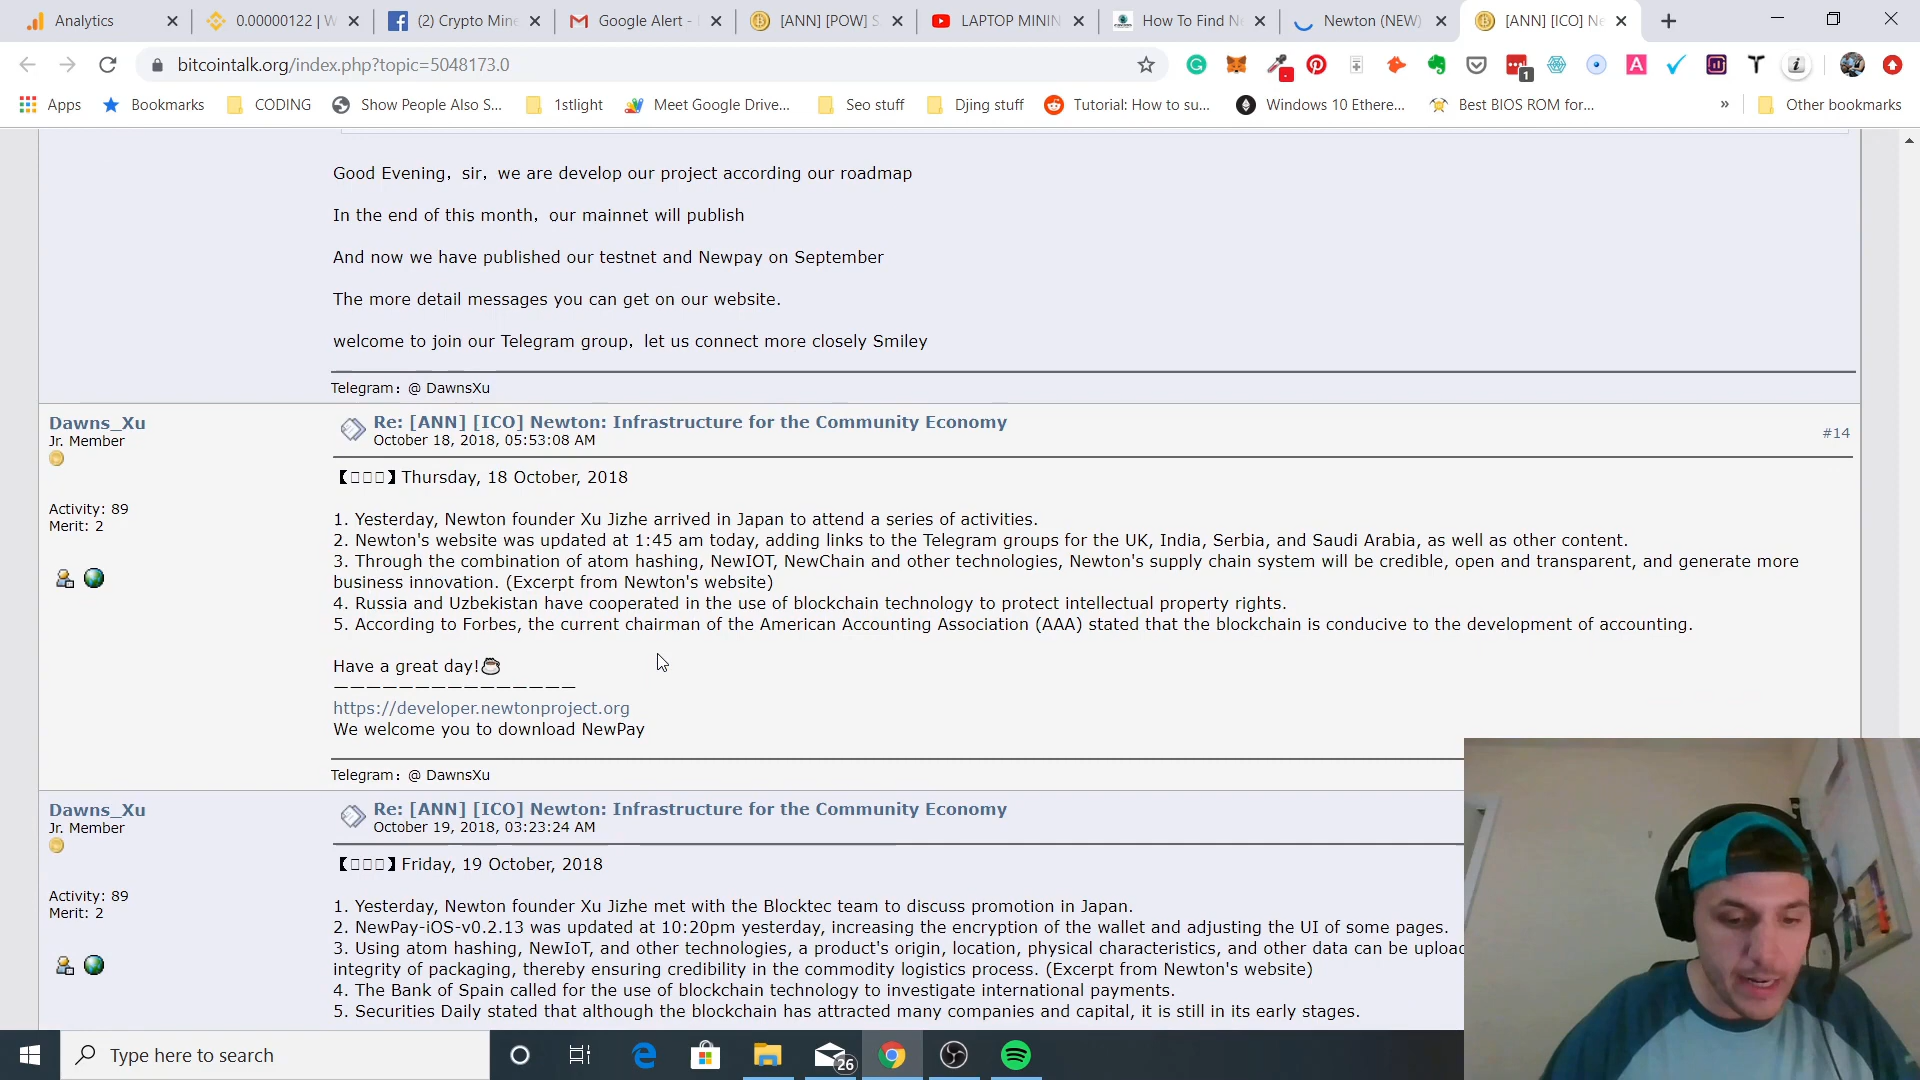 Analytics
0.00000122 | W
(2) Crypto Mine
Google Alert -
[ANN] [POW] S
LAPTOP MININ
How To Find N
Newton (NEW)
[ANN] [ICO] Ne
bitcointalk.org/index.php?topic=5048173.0
1
Apps
Bookmarks
CODING
Show People Also S...
1stlight
Meet Google Drive...
Seo stuff
Djing stuff
Tutorial: How to su...
Windows 10 Ethere...
Best BIOS ROM for...
»
Other bookmarks
Good Evening，sir，we are develop our project according our roadmap
In the end of this month，our mainnet will publish
And now we have published our testnet and Newpay on September
The more detail messages you can get on our website.
welcome to join our Telegram group，let us connect more closely Smiley
Telegram：@ DawnsXu
Dawns_Xu
Jr. Member
Activity: 89
Merit: 2
Re: [ANN] [ICO] Newton: Infrastructure for the Community Economy
October 18, 2018, 05:53:08 AM
#14
【□□□】Thursday, 18 October, 2018
1. Yesterday, Newton founder Xu Jizhe arrived in Japan to attend a series of activities.
2. Newton's website was updated at 1:45 am today, adding links to the Telegram groups for the UK, India, Serbia, and Saudi Arabia, as well as other content.
3. Through the combination of atom hashing, NewIOT, NewChain and other technologies, Newton's supply chain system will be credible, open and transparent, and generate more
business innovation. (Excerpt from Newton's website)
4. Russia and Uzbekistan have cooperated in the use of blockchain technology to protect intellectual property rights.
5. According to Forbes, the current chairman of the American Accounting Association (AAA) stated that the blockchain is conducive to the development of accounting.
Have a great day!☕
———————————————
https://developer.newtonproject.org
We welcome you to download NewPay
Telegram：@ DawnsXu
Dawns_Xu
Jr. Member
Activity: 89
Merit: 2
Re: [ANN] [ICO] Newton: Infrastructure for the Community Economy
October 19, 2018, 03:23:24 AM
【□□□】Friday, 19 October, 2018
1. Yesterday, Newton founder Xu Jizhe met with the Blocktec team to discuss promotion in Japan.
2. NewPay-iOS-v0.2.13 was updated at 10:20pm yesterday, increasing the encryption of the wallet and adjusting the UI of some pages.
3. Using atom hashing, NewIoT, and other technologies, a product's origin, location, physical characteristics, and other data can be upload
integrity of packaging, thereby ensuring credibility in the commodity logistics process. (Excerpt from Newton's website)
4. The Bank of Spain called for the use of blockchain technology to investigate international payments.
5. Securities Daily stated that although the blockchain has attracted many companies and capital, it is still in its early stages.
Type here to search
26